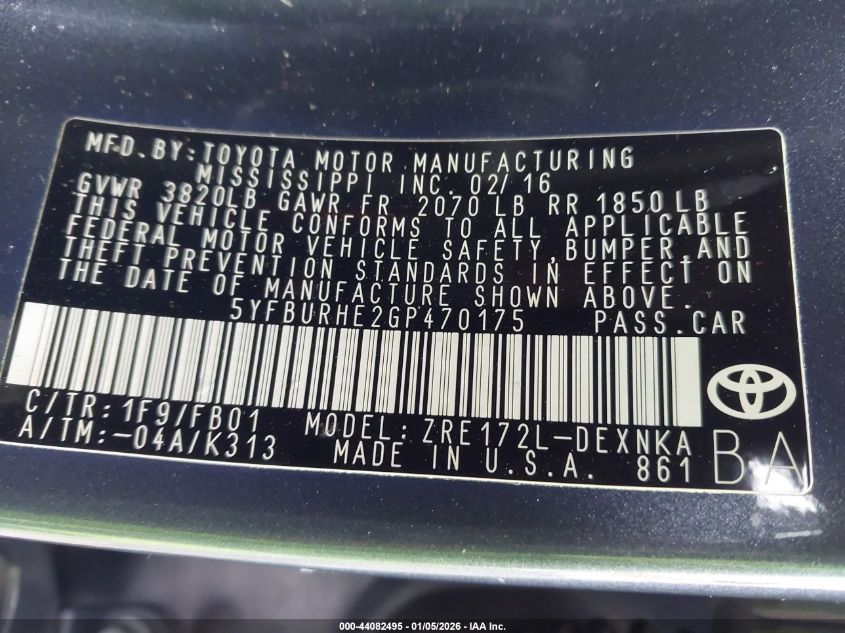 MFD.BY:TOYOTA MOTOR MANUFACTURING
MISSISSIPPI INC. 02/16
GVWR 3820LB GAWR FR 2070 LB RR 1850LB
THIS VEHICLE CONFORMS TO ALL APPLICABLE
FEDERAL MOTOR VEHICLE SAFETY,BUMPER,AND
THEFT PREVENTION STANDARDS IN EFFECT ON
THE DATE OF MANUFACTURE SHOWN ABOVE.
5YFBURHE2GP470175 PASS.CAR
C/TR:1F9/FB01 MODEL:ZRE172L-DEXNKA
A/TM:-04A/K313 MADE IN U.S.A. 861
BA
000-44082495 - 01/05/2026 - IAA Inc.